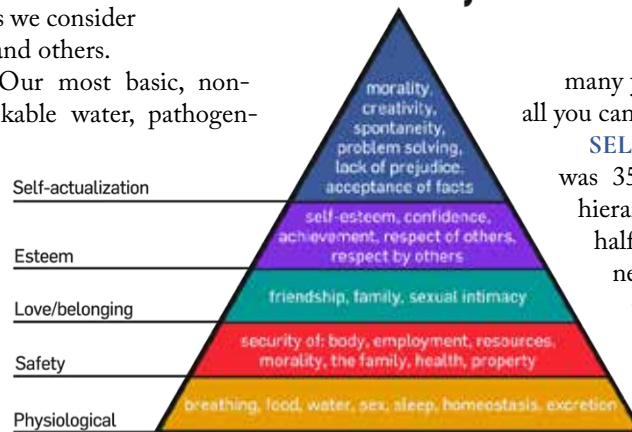 s we consider
and others.
Our most basic, non-
kable water, pathogen-
many
all you can
SEL
was 35
hierar
half
ne
morality,
creativity,
spontaneity,
problem solving,
lack of prejudice,
acceptance of facts
Self-actualization
self-esteem, confidence,
achievement, respect of others,
respect by others
Esteem
friendship, family, sexual intimacy
Love/belonging
security of: body, employment, resources,
morality, the family, health, property
Safety
breathing, food, water, sex, sleep, homeostasis, excretion
Physiological